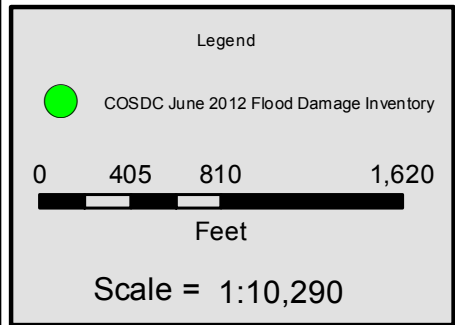 Legend
COSDC June 2012 Flood Damage Inventory
0 405 810 1,620
Feet
Scale = 1:10,290